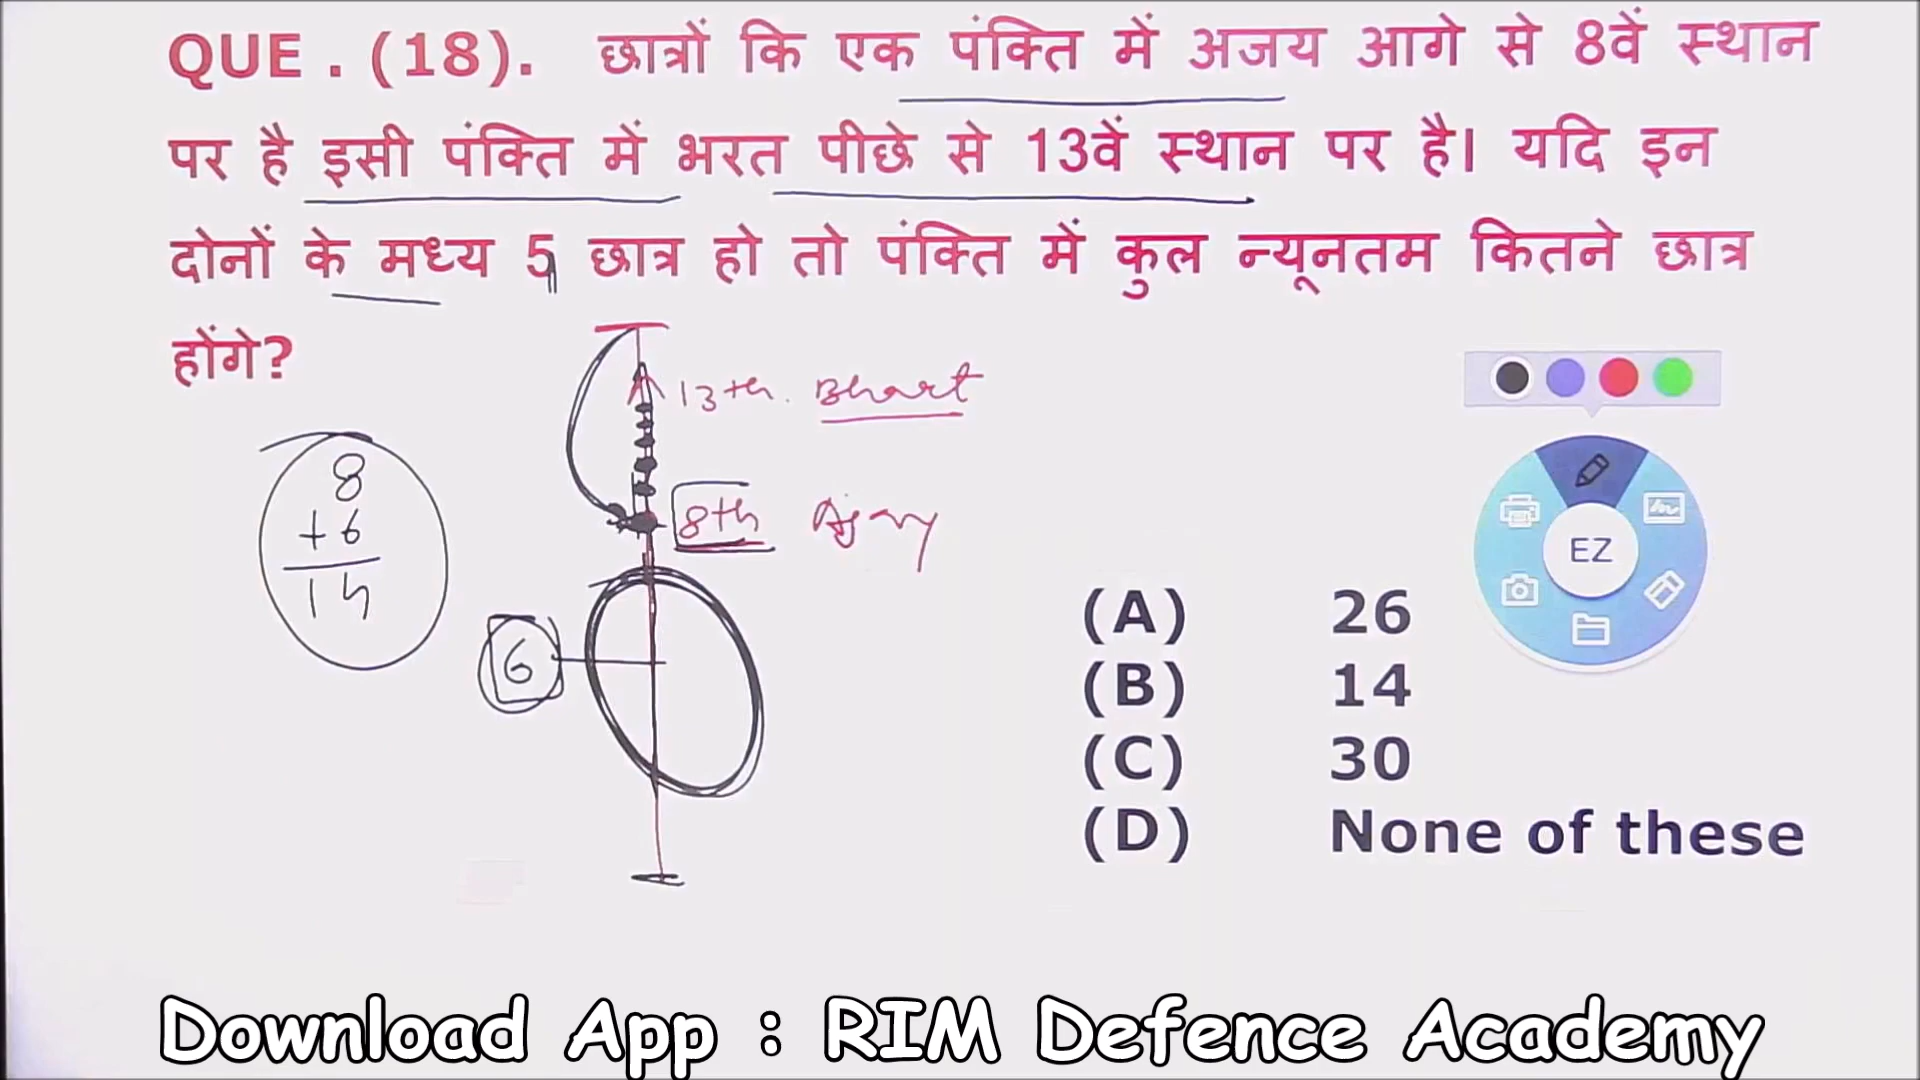 QUE . (18). छात्रों कि एक पंक्ति में अजय आगे से 8वें स्थान
पर है इसी पंक्ति में भरत पीछे से 13वें स्थान पर है। यदि इन
दोनों के मध्य 5 छात्र हो तो पंक्ति में कुल न्यूनतम कितने छात्र
होंगे?
13th. Bhart
8
+6
14
8th Ajay
6
EZ
(A) 26
(B) 14
(C) 30
(D) None of these
Download App : RIM Defence Academy